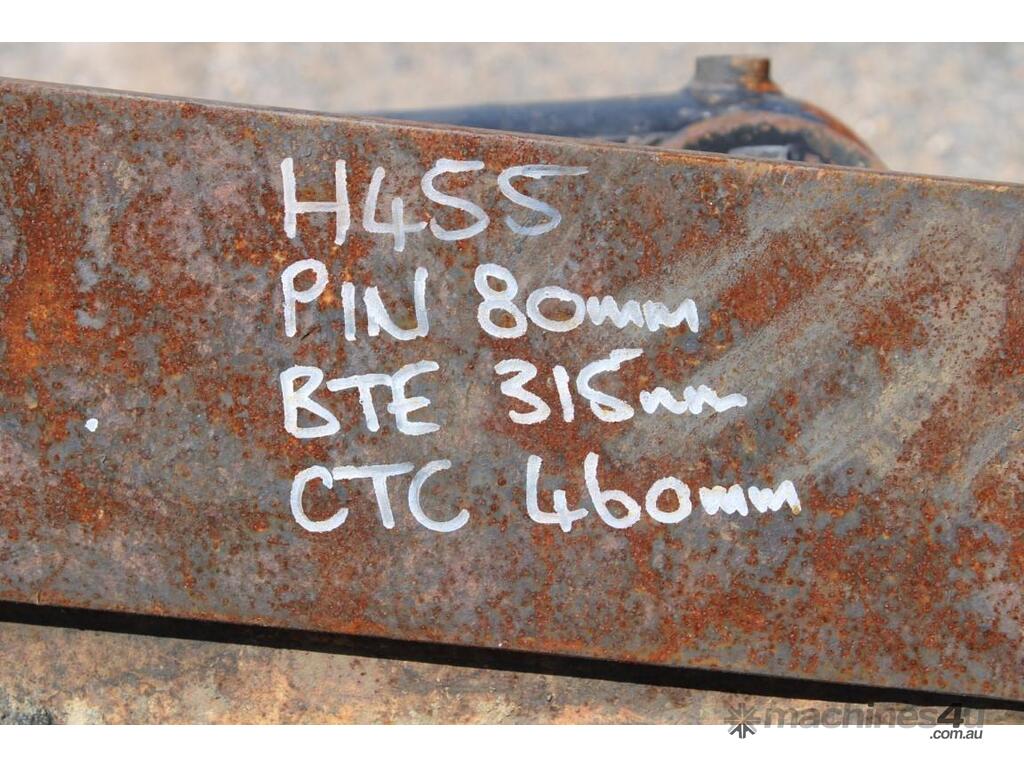 H455
PIN 80mm
BTE 315mm
CTC 460mm
machines4u
.com.au